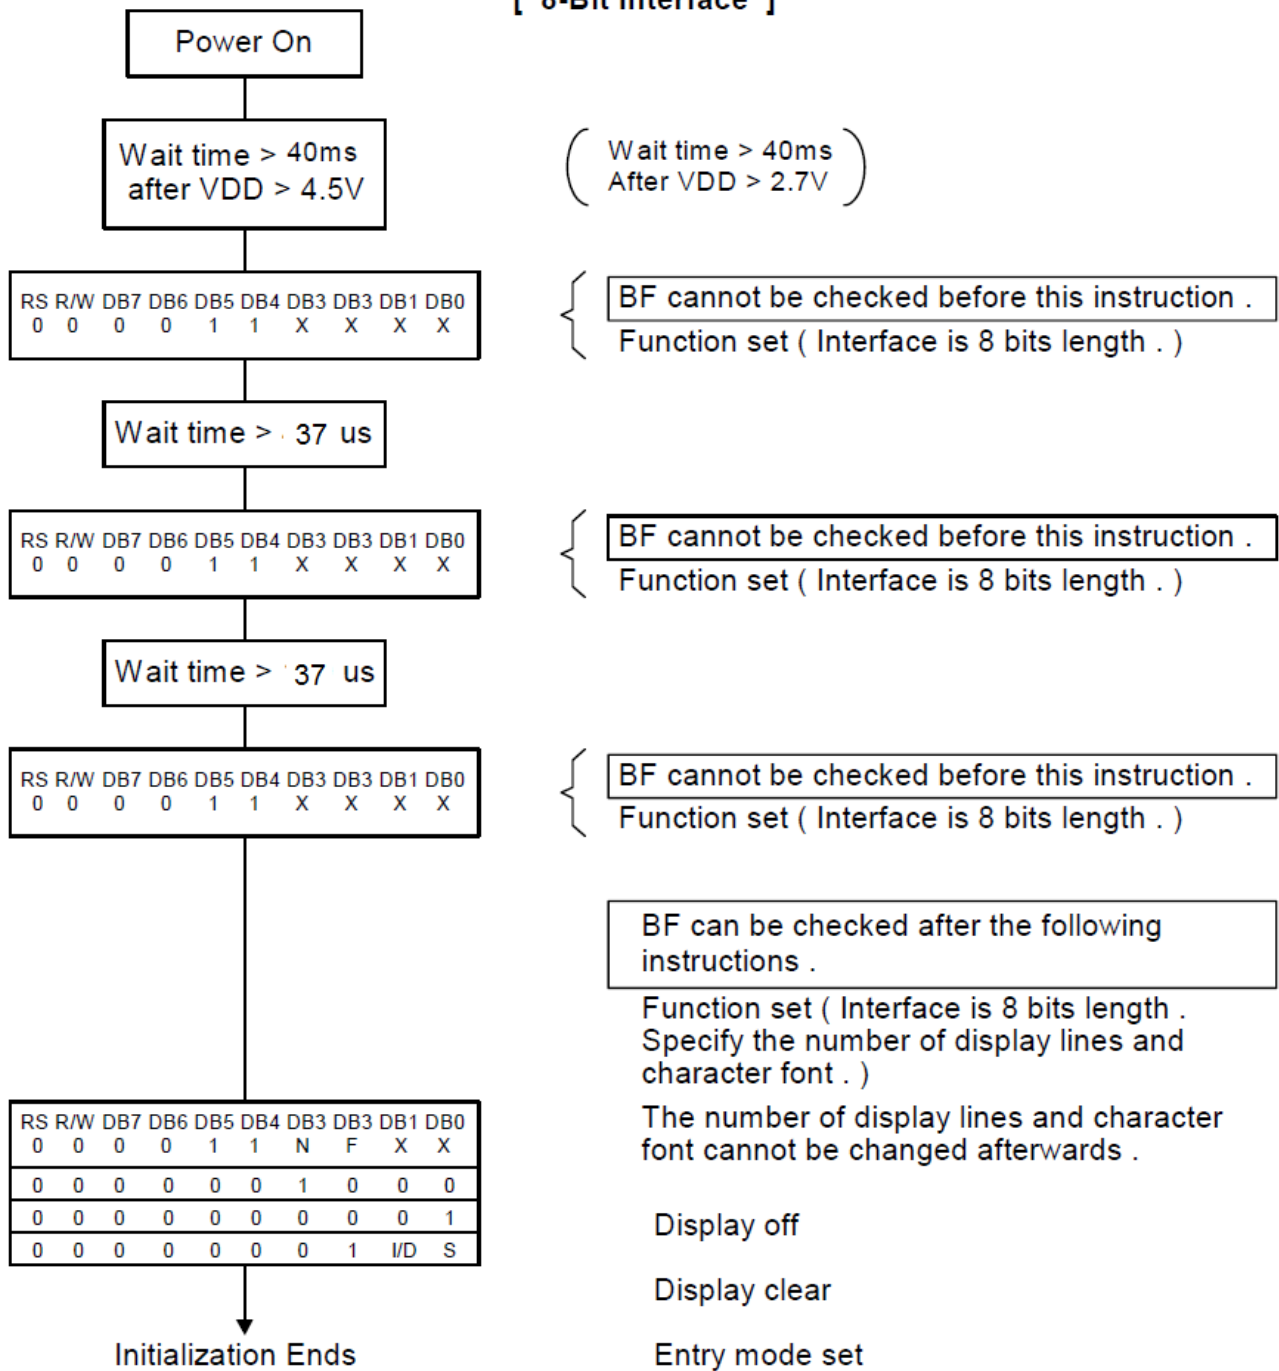 [ 8-Bit Interface ]
Power On
Wait time > 40ms
after VDD > 4.5V
Wait time > 40ms
After VDD > 2.7V
RS R/W DB7 DB6 DB5 DB4 DB3 DB3 DB1 DB0
0 0 0 0 1 1 X X X X
BF cannot be checked before this instruction .
Function set ( Interface is 8 bits length . )
Wait time > 37 us
RS R/W DB7 DB6 DB5 DB4 DB3 DB3 DB1 DB0
0 0 0 0 1 1 X X X X
BF cannot be checked before this instruction .
Function set ( Interface is 8 bits length . )
Wait time > 37 us
RS R/W DB7 DB6 DB5 DB4 DB3 DB3 DB1 DB0
0 0 0 0 1 1 X X X X
BF cannot be checked before this instruction .
Function set ( Interface is 8 bits length . )
BF can be checked after the following
instructions .
Function set ( Interface is 8 bits length .
Specify the number of display lines and
character font . )
RS R/W DB7 DB6 DB5 DB4 DB3 DB3 DB1 DB0
0 0 0 0 1 1 N F X X
0 0 0 0 0 0 1 0 0 0
0 0 0 0 0 0 0 0 0 1
0 0 0 0 0 0 0 1 I/D S
The number of display lines and character
font cannot be changed afterwards .
Display off
Display clear
Initialization Ends
Entry mode set